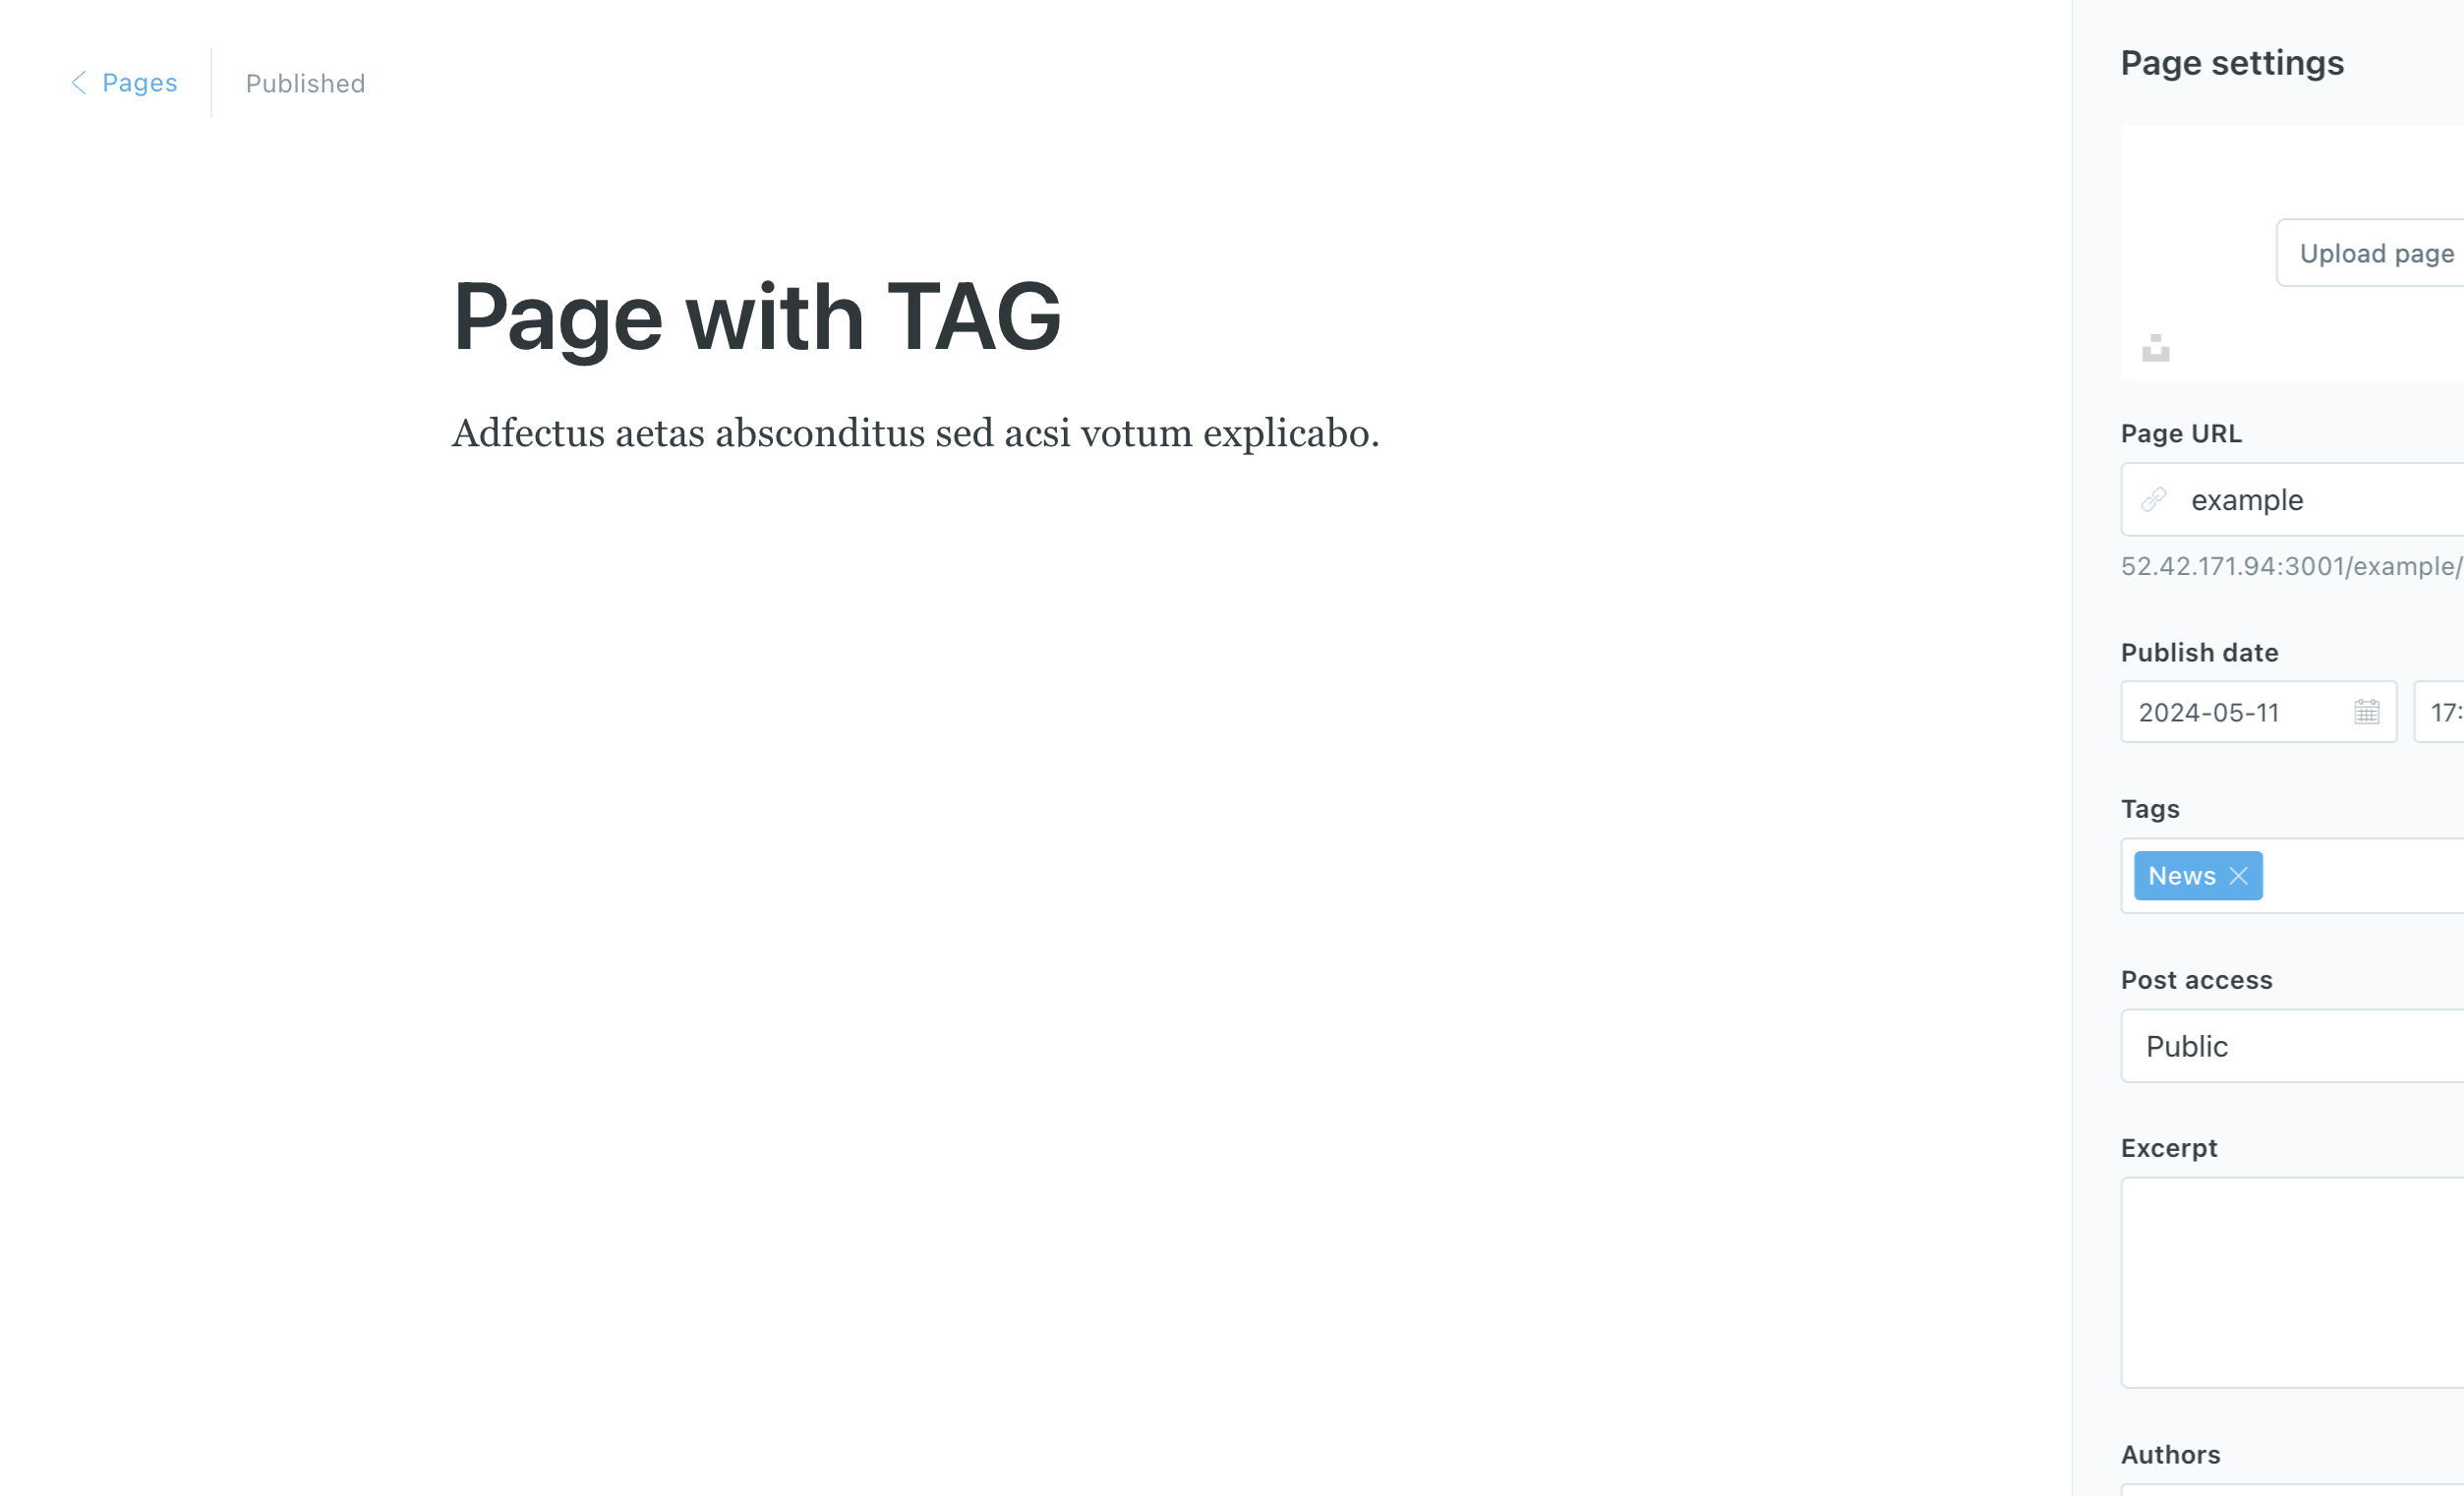 Pages
Published
Page with TAG
Adfectus aetas absconditus sed acsi votum explicabo.
Page settings
Upload page
Page URL
example
52.42.171.94:3001/example/
Publish date
2024-05-11
17:
Tags
News
Post access
Public
Excerpt
Authors